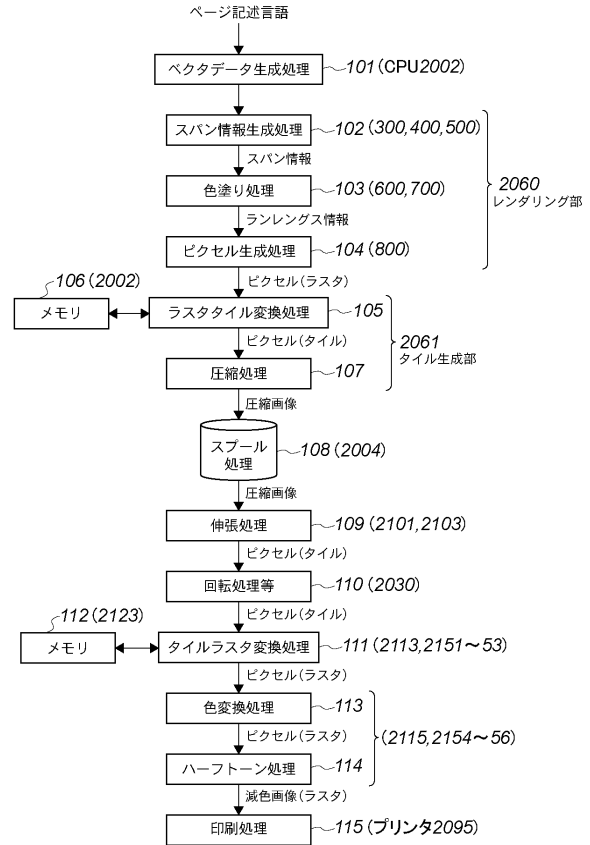 ページ記述言語
ベクタデータ生成処理 101(CPU2002)
スパン情報生成処理 102(300,400,500)
スパン情報
色塗り処理 103(600,700)
2060
レンダリング部
ランレングス情報
ピクセル生成処理 104(800)
ピクセル(ラスタ)
106(2002)
メモリ
ラスタタイル変換処理 105
ピクセル(タイル)
2061
タイル生成部
圧縮処理 107
圧縮画像
スプール
処理
108(2004)
圧縮画像
伸張処理 109(2101,2103)
ピクセル(タイル)
回転処理等 110(2030)
ピクセル(タイル)
112(2123)
メモリ
タイルラスタ変換処理 111(2113,2151〜53)
ピクセル(ラスタ)
色変換処理 113
ピクセル(ラスタ)
(2115,2154〜56)
ハーフトーン処理 114
減色画像(ラスタ)
印刷処理 115(プリンタ2095)